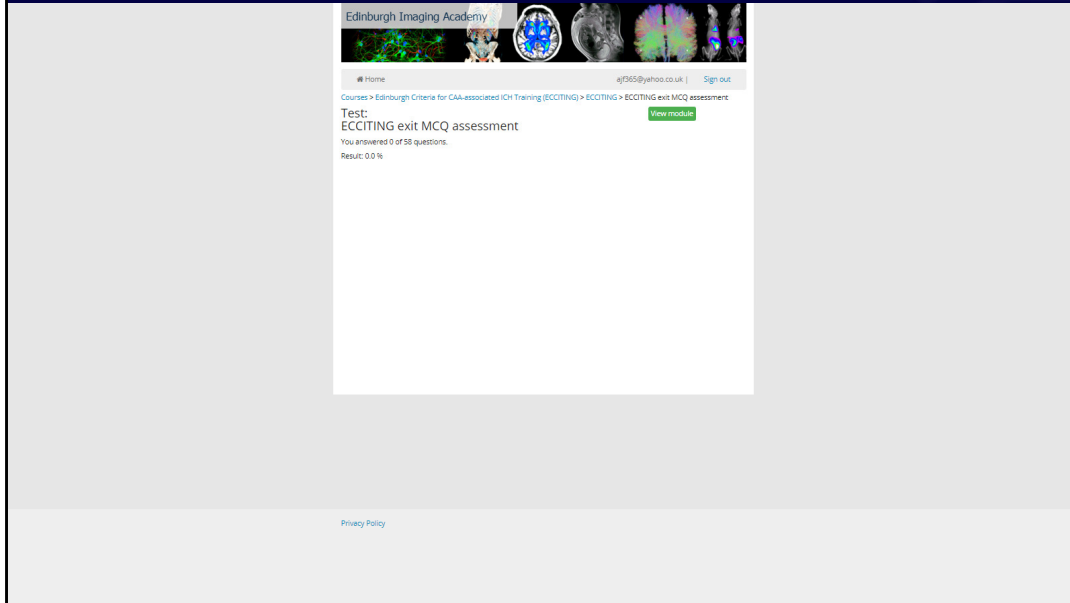 Edinburgh Imaging Academy
Home
ajf365@yahoo.co.uk | Sign out
Courses > Edinburgh Criteria for CAA-associated ICH Training (ECCITING) > ECCITING > ECCITING exit MCQ assessment
Test:
View module
ECCITING exit MCQ assessment
You answered 0 of 58 questions.
Result: 0.0 %
Privacy Policy